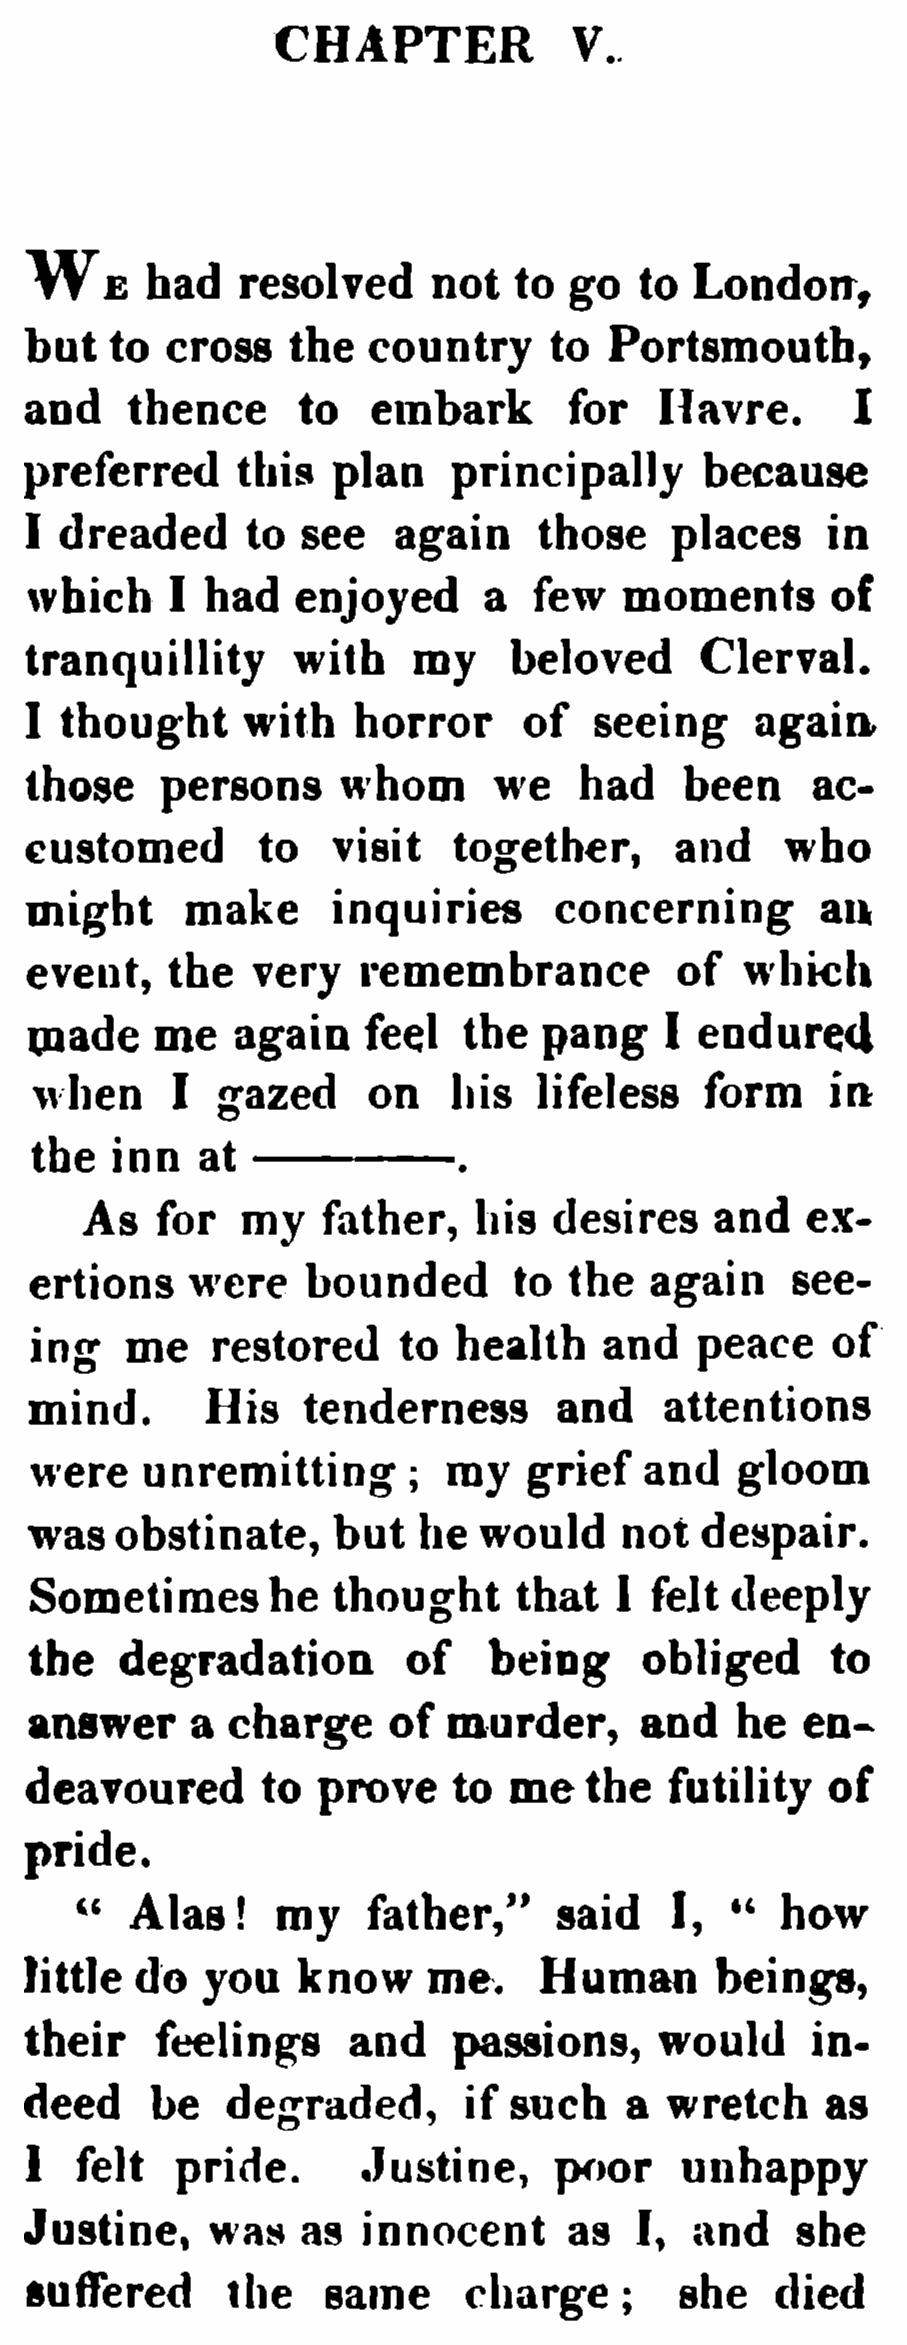 CHAPTER V.
WE had resolved not to go to London,
but to cross the country to Portsmouth,
and thence to embark for Havre. I
preferred this plan principally because
I dreaded to see again those places in
which I had enjoyed a few moments of
tranquillity with my beloved Clerval.
I thought with horror of seeing again
those persons whom we had been ac-
customed to visit together, and who
might make inquiries concerning an
event, the very remembrance of which
made me again feel the pang I endured
when I gazed on his lifeless form in
the inn at ———.
As for my father, his desires and ex-
ertions were bounded to the again see-
ing me restored to health and peace of
mind. His tenderness and attentions
were unremitting; my grief and gloom
was obstinate, but he would not despair.
Sometimes he thought that I felt deeply
the degradation of being obliged to
answer a charge of murder, and he en-
deavoured to prove to me the futility of
pride.
“ Alas! my father,” said I, “ how
little do you know me. Human beings,
their feelings and passions, would in-
deed be degraded, if such a wretch as
I felt pride. Justine, poor unhappy
Justine, was as innocent as I, and she
suffered the same charge; she died